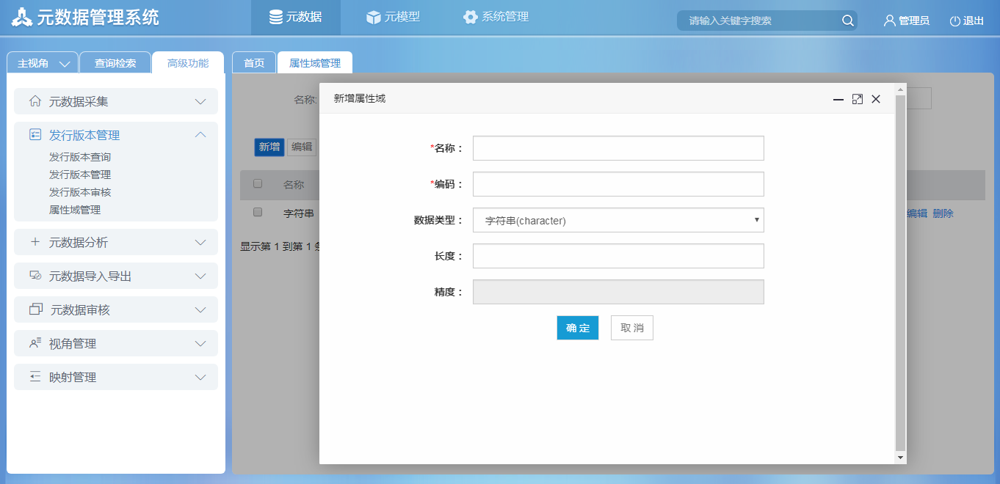 元数据管理系统
元数据
元模型
系统管理
请输入关键字搜索
管理员
退出
主视角
查询检索
高级功能
首页
属性域管理
元数据采集
发行版本管理
发行版本查询
发行版本管理
发行版本审核
属性域管理
元数据分析
元数据导入导出
元数据审核
视角管理
映射管理
名称:
新增 编辑
名称
字符串
编辑 删除
显示第 1 到第 1
新增属性域
*名称：
*编码：
数据类型： 字符串(character)
长度：
精度：
确 定 取 消